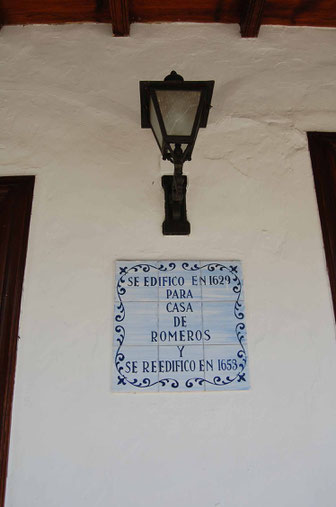 SE EDIFICO EN 1629
PARA
CASA
DE
ROMEROS
Y
SE REEDIFICO EN 1653